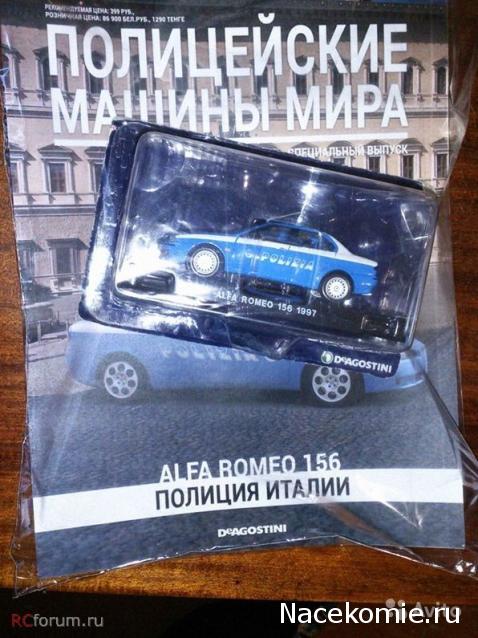 РЕКОМЕНДУЕМАЯ ЦЕНА: 399 РУБ.,
РОЗНИЧНАЯ ЦЕНА: 86 900 БЕЛ.РУБ., 1290 ТЕНГЕ
ПОЛИЦЕЙСКИЕ
МАШИНЫ МИРА
СПЕЦИАЛЬНЫЙ ВЫПУСК
POLIZIA
ALFA ROMEO 156 1997
DEAGOSTINI
POLIZIA
ALFA ROMEO 156
ПОЛИЦИЯ ИТАЛИИ
DEAGOSTINI
Avito
RCforum.ru
Nacekomie.ru